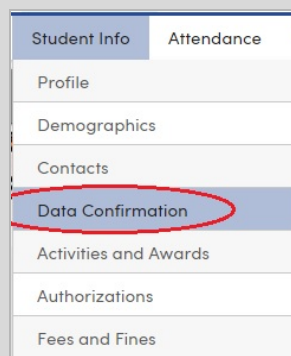 Student Info Attendance
Profile
Demographics
Contacts
Data Confirmation
Activities and Awards
Authorizations
Fees and Fines